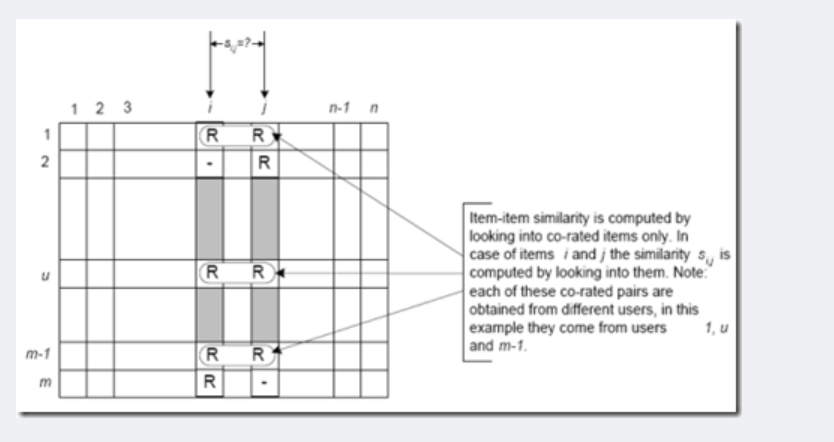 s i,j=?
1 2 3 i j n-1 n
1 R R
2 - R
u R R
m-1 R R
m R -
Item-item similarity is computed by
looking into co-rated items only. In
case of items i and j the similarity s i,j is
computed by looking into them. Note:
each of these co-rated pairs are
obtained from different users, in this
example they come from users 1, u
and m-1.